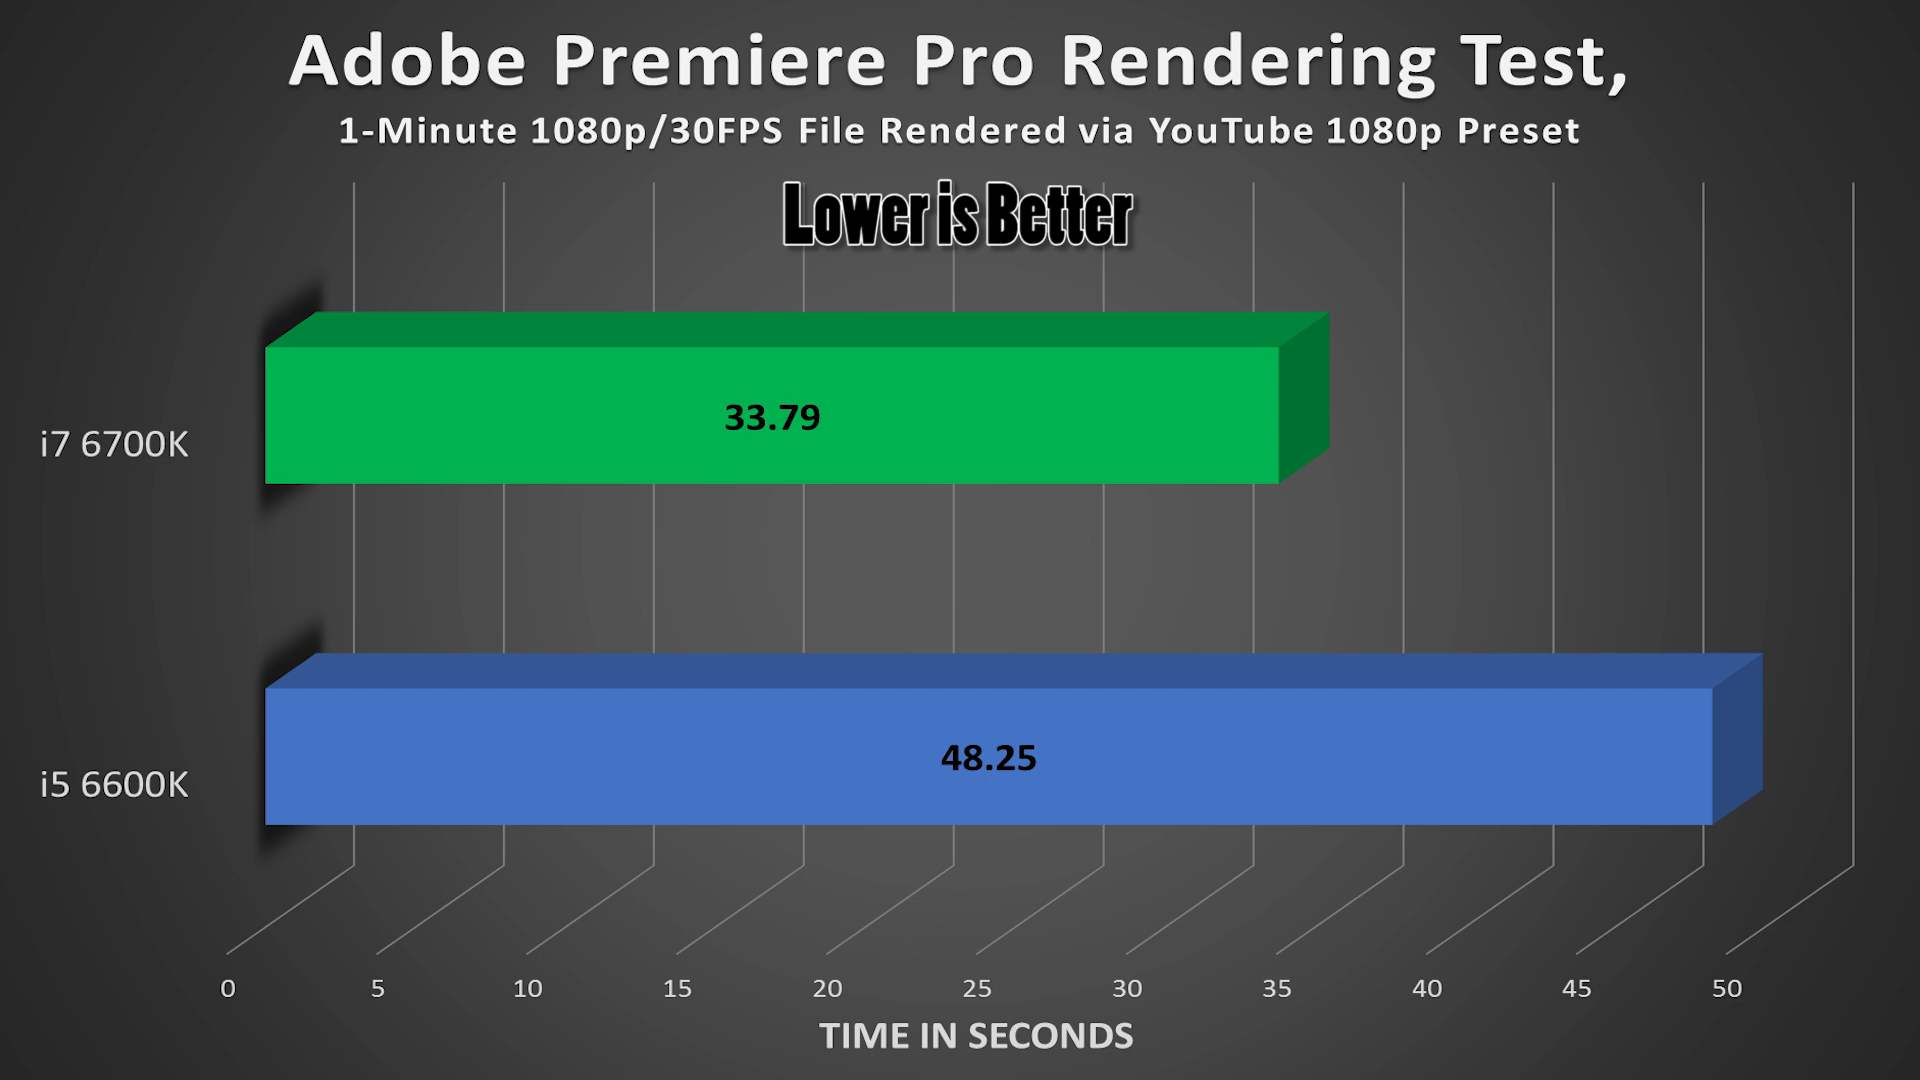 Adobe Premiere Pro Rendering Test,
1-Minute 1080p/30FPS File Rendered via YouTube 1080p Preset
Lower is Better
i7 6700K
33.79
i5 6600K
48.25
0 5 10 15 20 25 30 35 40 45 50
TIME IN SECONDS